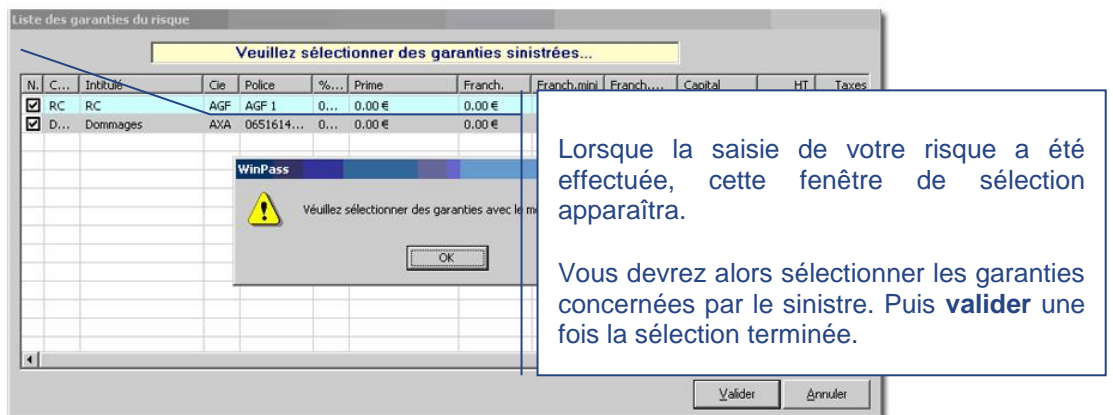 Liste des garanties du risque
Veuillez sélectionner des garanties sinistrées...
N. C... Intitulé Cie Police %... Prime Franch. Franch.mini Franch.... Capital HT Taxes
RC RC AGF AGF 1 0... 0.00 € 0.00 €
D... Dommages AXA 0651614... 0... 0.00 € 0.00 €
WinPass
Véuillez sélectionner des garanties avec le
OK
Lorsque la saisie de votre risque a été
effectuée, cette fenêtre de sélection
apparaîtra.
Vous devrez alors sélectionner les garanties
concernées par le sinistre. Puis valider une
fois la sélection terminée.
Valider Annuler